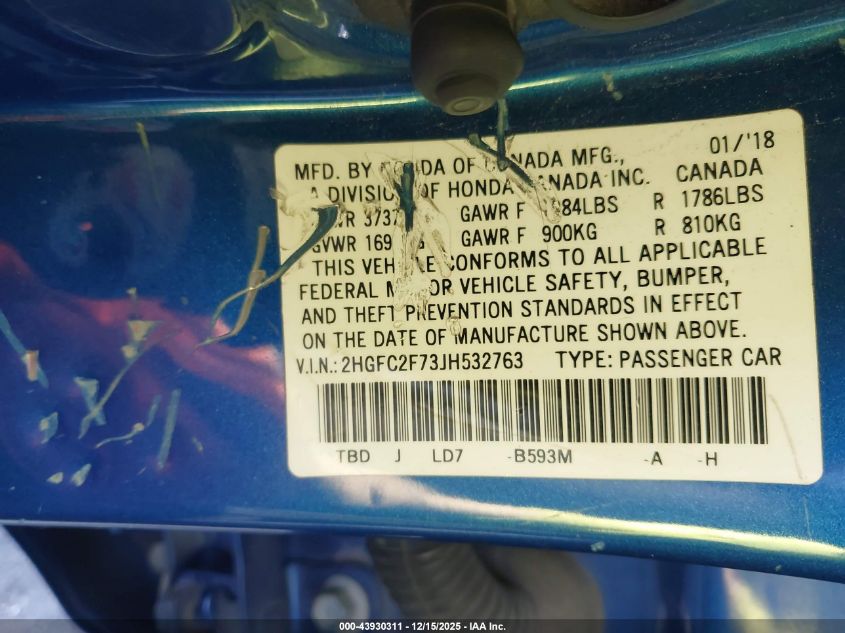 01/'18
MFD. BY HONDA OF CANADA MFG.,
A DIVISION OF HONDA CANADA INC. CANADA
GAWR F R 1786LBS
GVWR GAWR F 900KG R 810KG
THIS VEHICLE CONFORMS TO ALL APPLICABLE
FEDERAL MOTOR VEHICLE SAFETY, BUMPER,
AND THEFT PREVENTION STANDARDS IN EFFECT
ON THE DATE OF MANUFACTURE SHOWN ABOVE.
V.I.N.: 2HGFC2F73JH532763 TYPE: PASSENGER CAR
TBD J LD7 -B593M -A -H
000-43930311 - 12/15/2025 - IAA Inc.